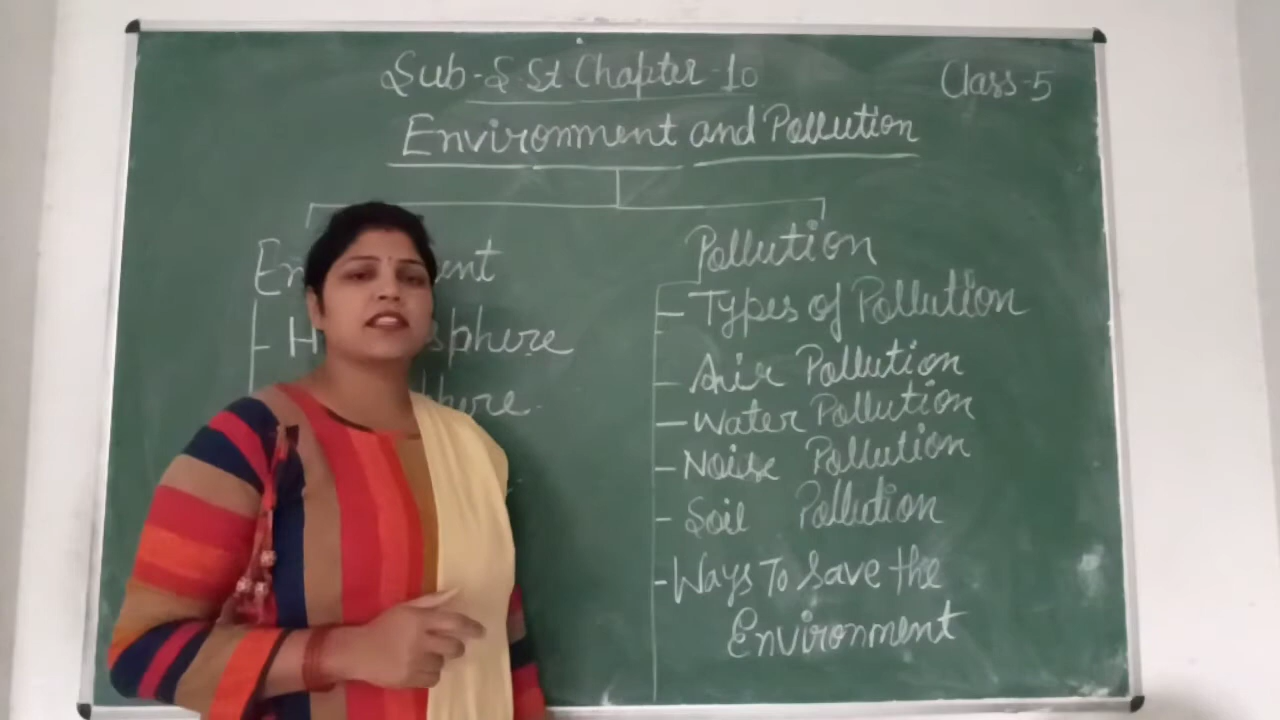 Sub-S.St Chapter-10
Class-5
Environment and Pollution
Pollution
- Types of Pollution
- Air Pollution
- Water Pollution
- Noise Pollution
- Soil Pollution
- Ways To Save the
Environment